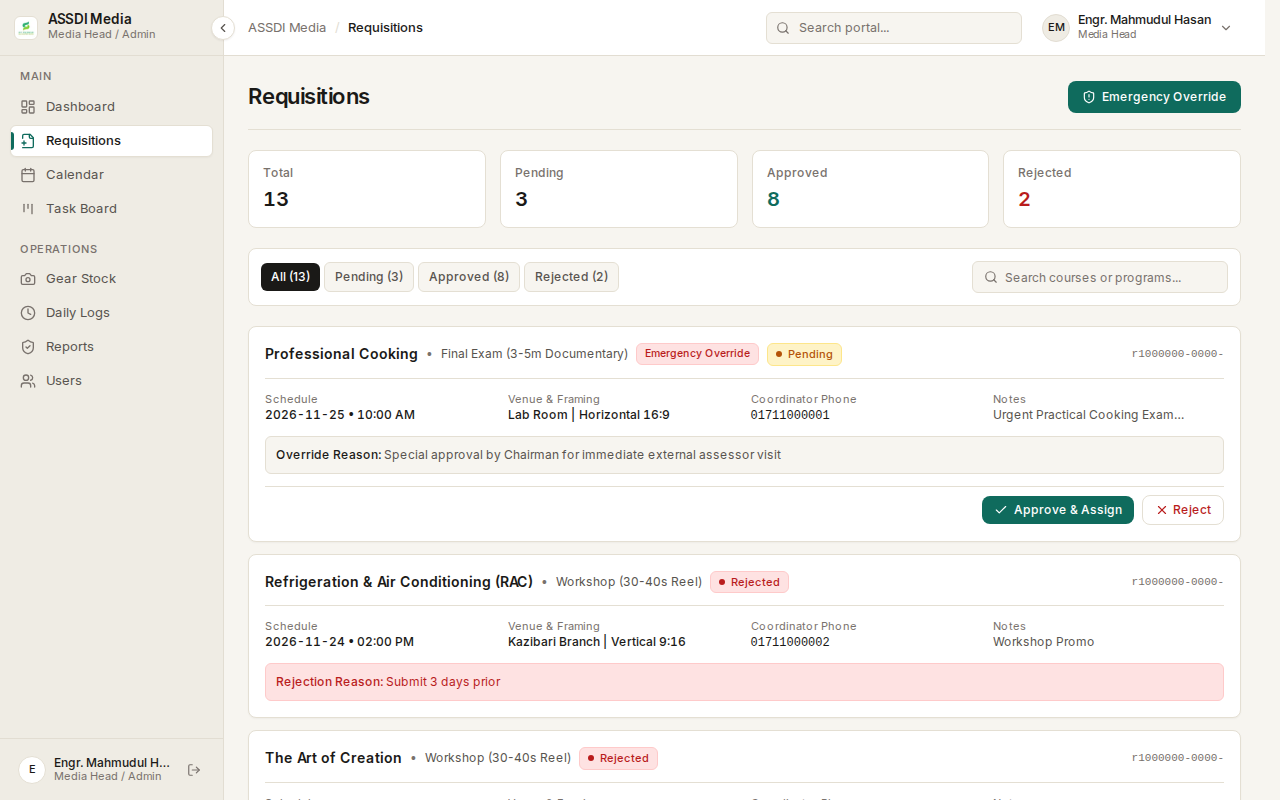 ASSDI Media
Media Head / Admin
ASSDI Media / Requisitions
Search portal...
EM
Engr. Mahmudul Hasan
Media Head
MAIN
Dashboard
Requisitions
Calendar
Task Board
OPERATIONS
Gear Stock
Daily Logs
Reports
Users
E
Engr. Mahmudul H...
Media Head / Admin
Requisitions
Emergency Override
Total
13
Pending
3
Approved
8
Rejected
2
All (13)
Pending (3)
Approved (8)
Rejected (2)
Search courses or programs...
Professional Cooking • Final Exam (3-5m Documentary) Emergency Override Pending r1000000-0000-
Schedule Venue & Framing Coordinator Phone Notes
2026-11-25 • 10:00 AM Lab Room | Horizontal 16:9 01711000001 Urgent Practical Cooking Exam...
Override Reason: Special approval by Chairman for immediate external assessor visit
Approve & Assign Reject
Refrigeration & Air Conditioning (RAC) • Workshop (30-40s Reel) Rejected r1000000-0000-
Schedule Venue & Framing Coordinator Phone Notes
2026-11-24 • 02:00 PM Kazibari Branch | Vertical 9:16 01711000002 Workshop Promo
Rejection Reason: Submit 3 days prior
The Art of Creation • Workshop (30-40s Reel) Rejected r1000000-0000-